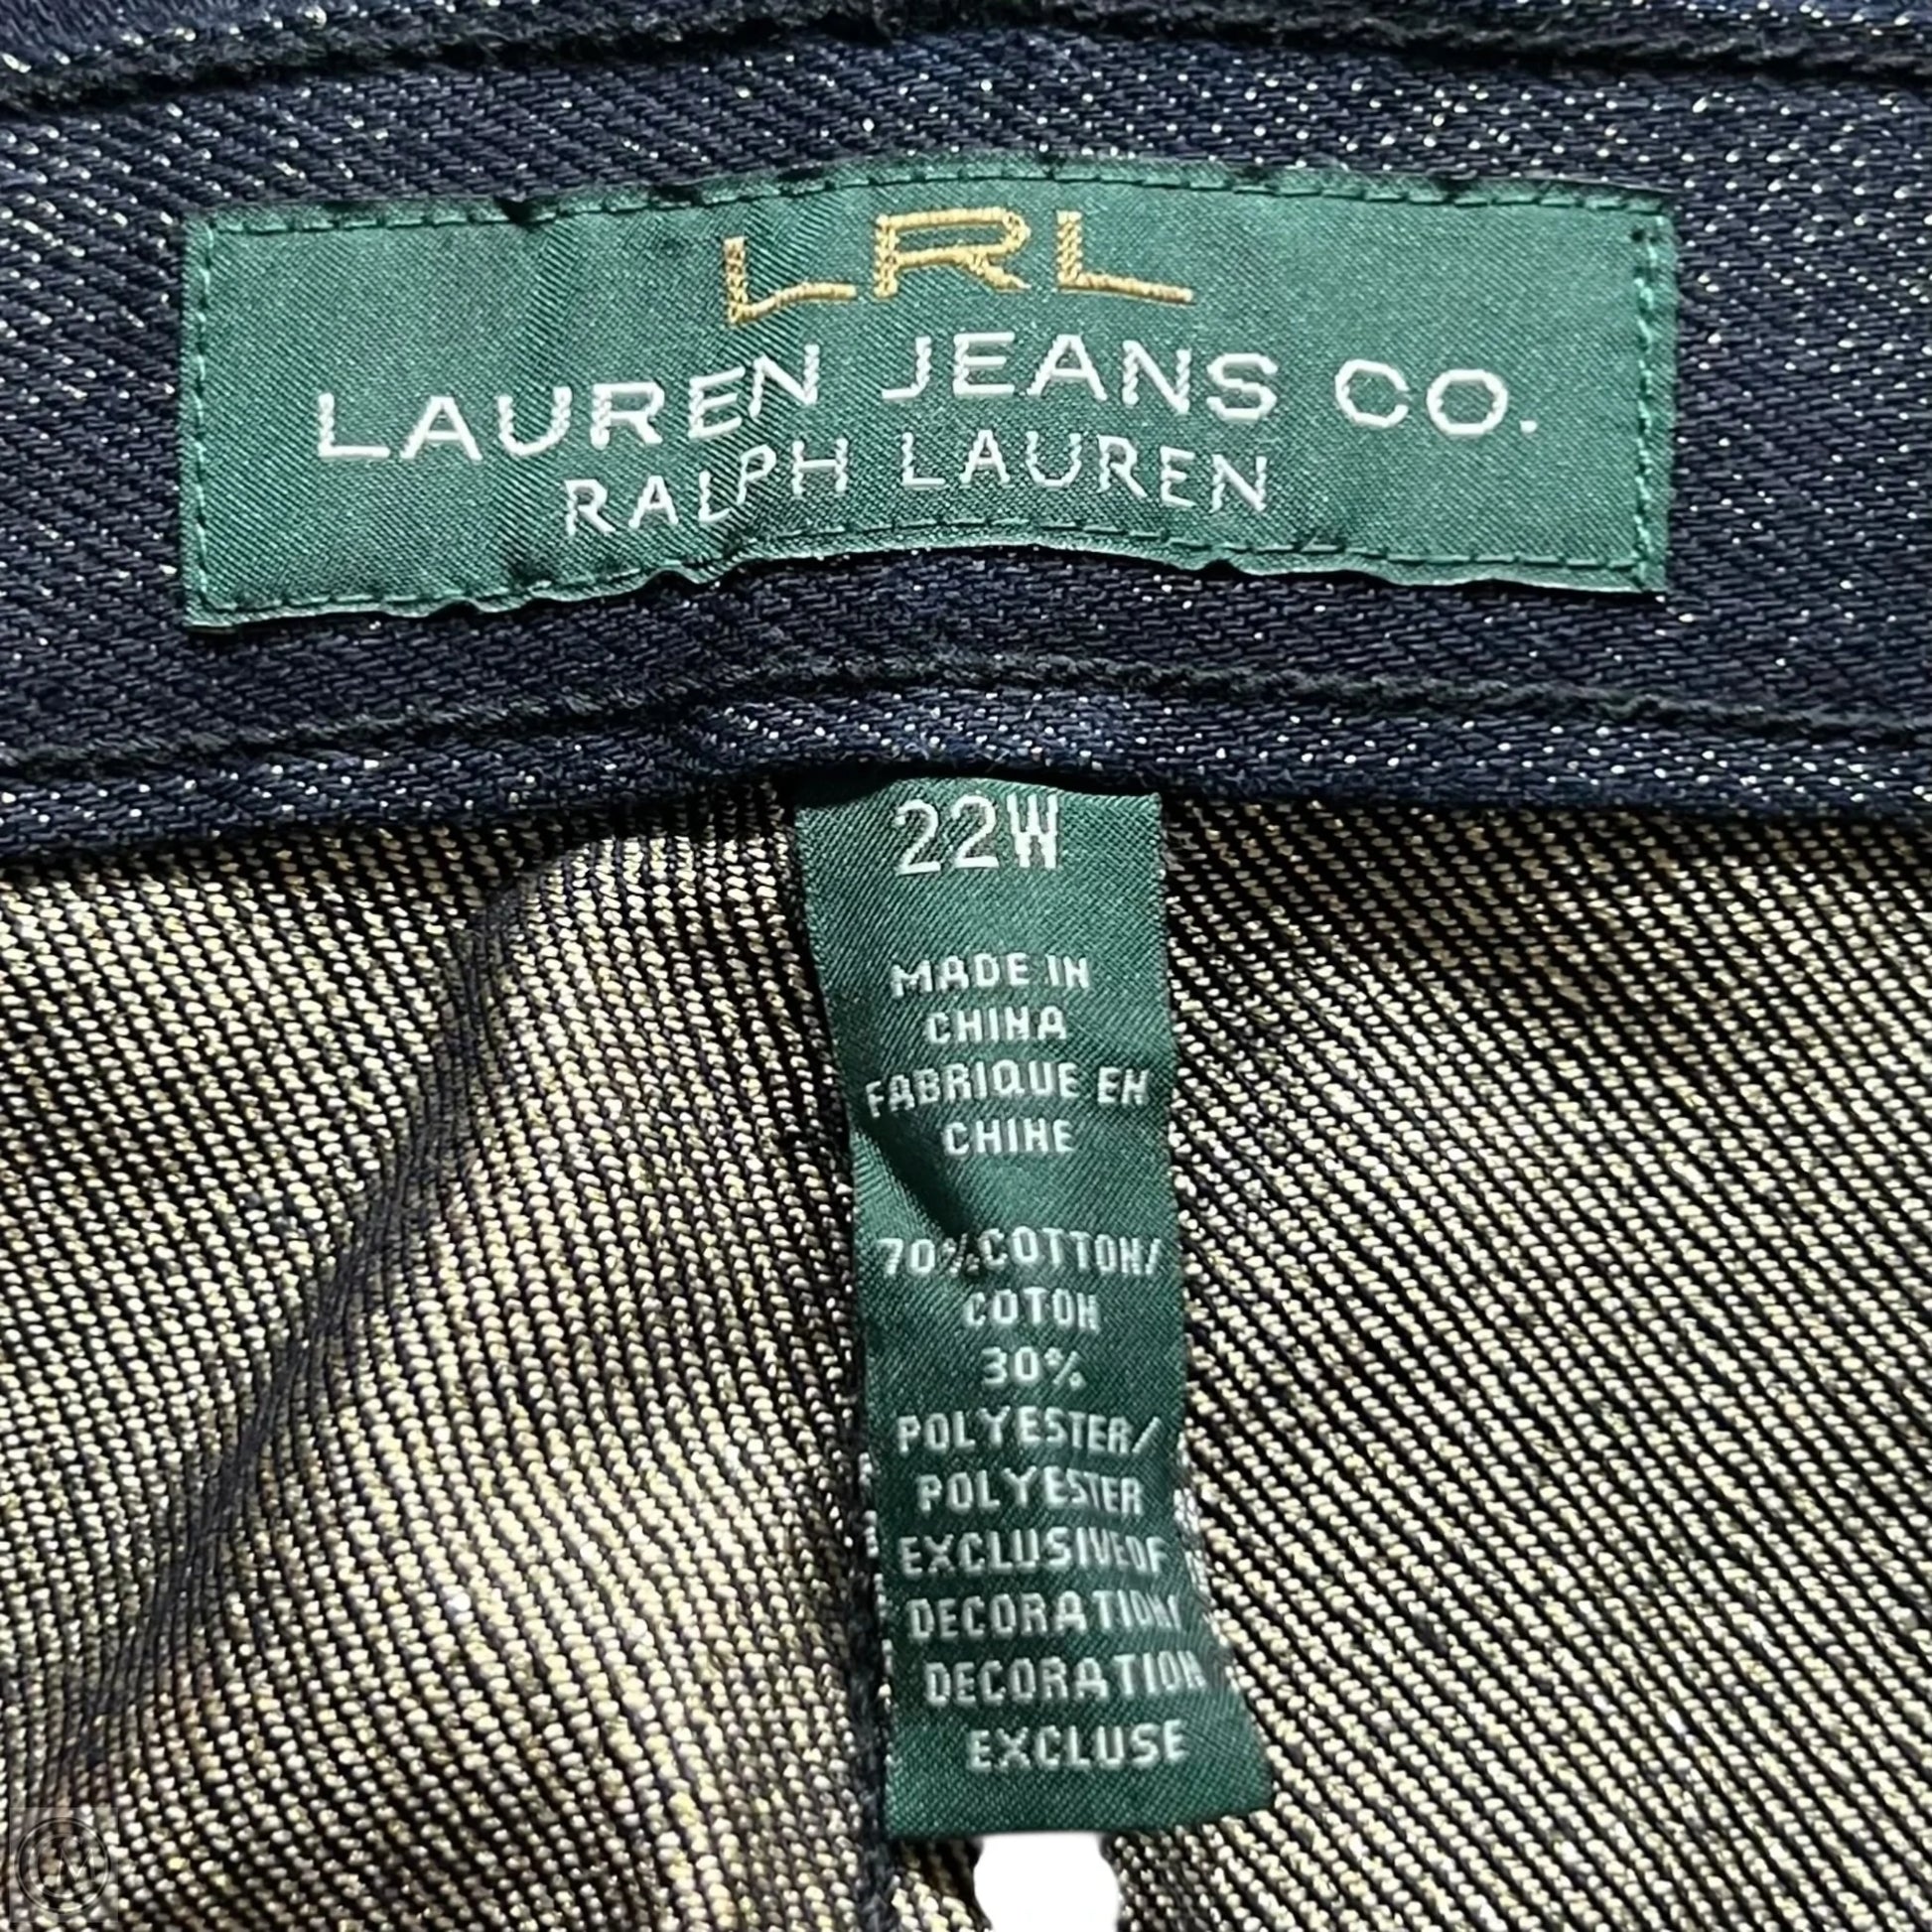 LRL
LAUREN JEANS CO.
RALPH LAUREN
22W
MADE IN
CHINA
FABRIQUE EN
CHINE
70% COTTON/
COTON
30%
POLYESTER/
POLYESTER
EXCLUSIVE OF
DECORATION/
DECORATION
EXCLUSE